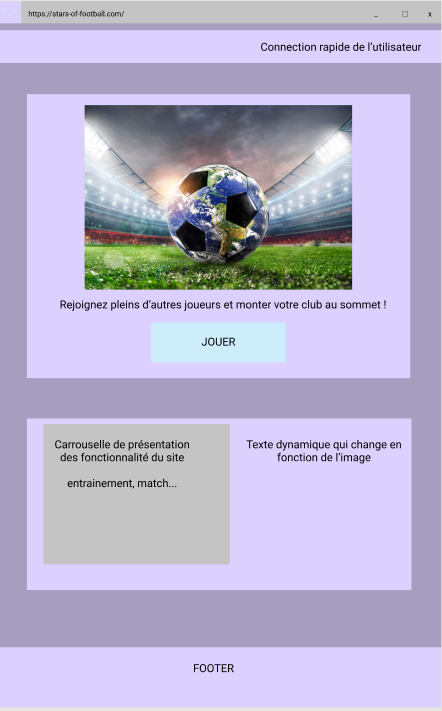 https://stars-of-football.com/
Connection rapide de l'utilisateur
Rejoignez pleins d'autres joueurs et monter votre club au sommet !
JOUER
Carrouselle de présentation
des fonctionnalité du site
entrainement, match...
Texte dynamique qui change en
fonction de l'image
FOOTER